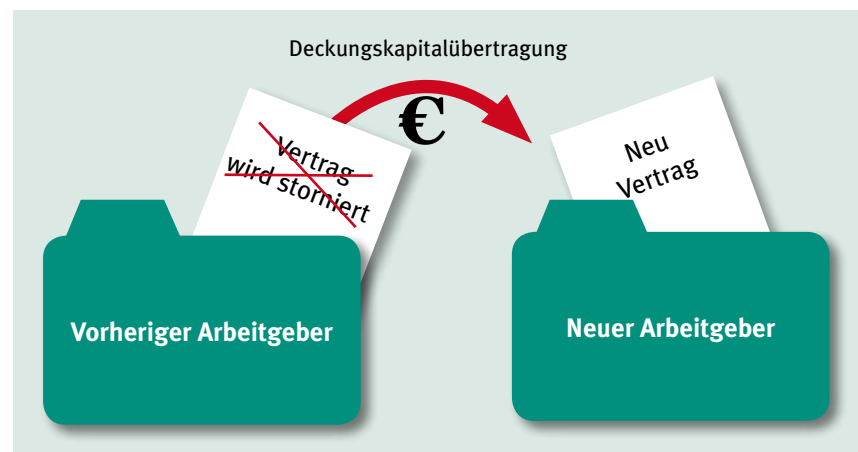 Deckungskapitalübertragung
€
Vertrag
wird storniert
Neu
Vertrag
Vorheriger Arbeitgeber
Neuer Arbeitgeber